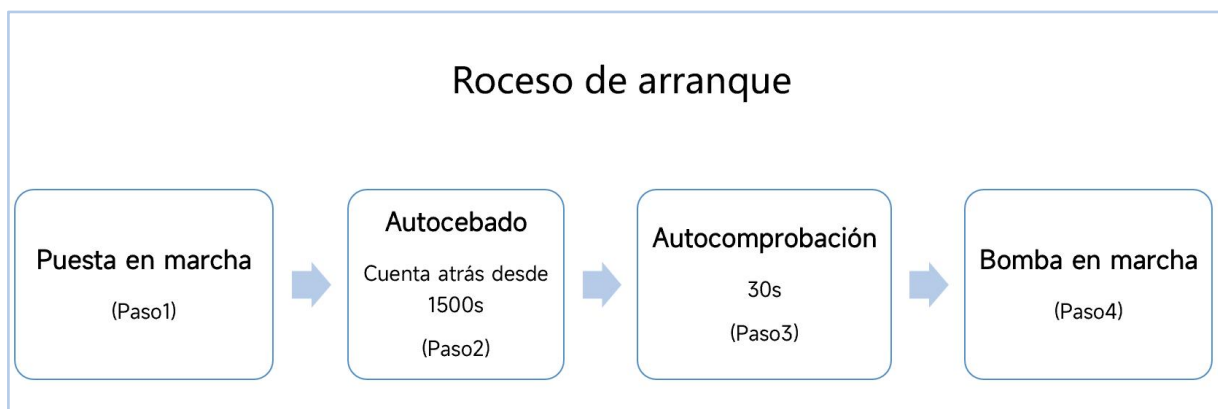 Roceso de arranque
Puesta en marcha
(Paso1)
Autocebado
Cuenta atrás desde
1500s
(Paso2)
Autocomprobación
30s
(Paso3)
Bomba en marcha
(Paso4)